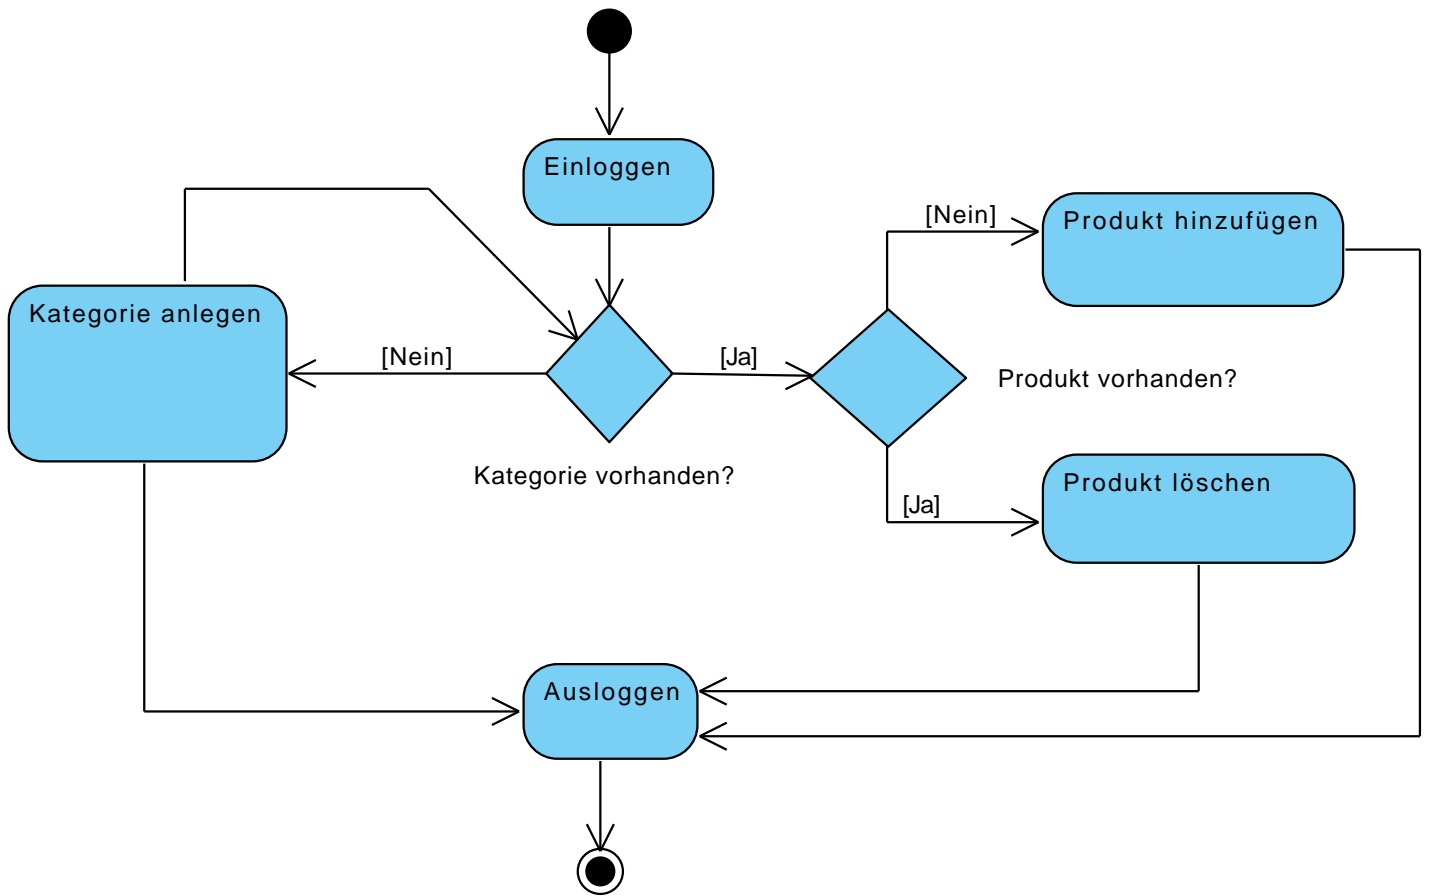 Einloggen
[Nein]
Produkt hinzufügen
Kategorie anlegen
[Nein]
[Ja]
Produkt vorhanden?
Kategorie vorhanden?
Produkt löschen
[Ja]
Ausloggen